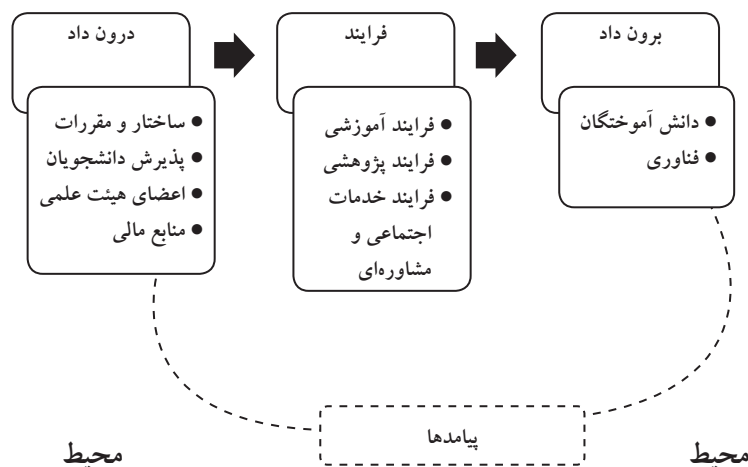 درون داد
ساختار و مقررات
پذیرش دانشجویان
اعضای هیئت علمی
منابع مالی
فرایند
فرایند آموزشی
فرایند پژوهشی
فرایند خدمات
اجتماعی و
مشاوره‌ای
برون داد
دانش آموختگان
فناوری
پیامدها
محیط
محیط